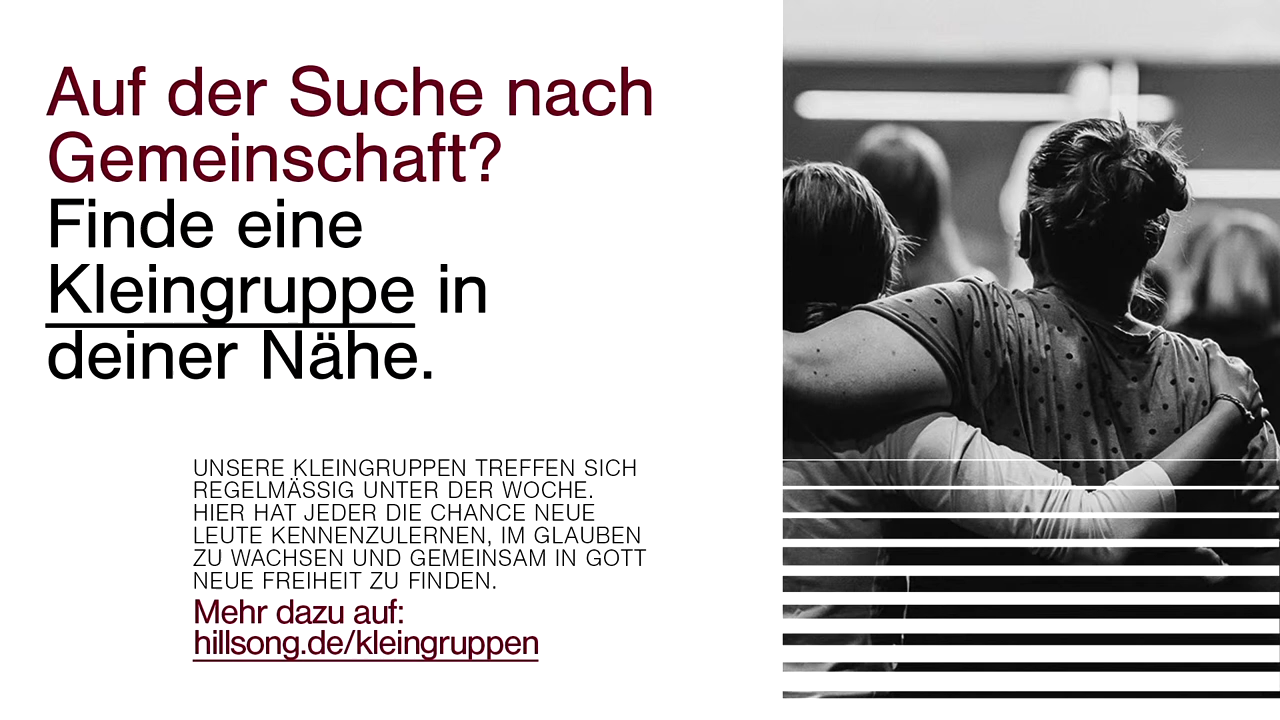 Auf der Suche nach
Gemeinschaft?
Finde eine
Kleingruppe in
deiner Nähe.
UNSERE KLEINGRUPPEN TREFFEN SICH
REGELMÄSSIG UNTER DER WOCHE.
HIER HAT JEDER DIE CHANCE NEUE
LEUTE KENNENZULERNEN, IM GLAUBEN
ZU WACHSEN UND GEMEINSAM IN GOTT
NEUE FREIHEIT ZU FINDEN.
Mehr dazu auf:
hillsong.de/kleingruppen